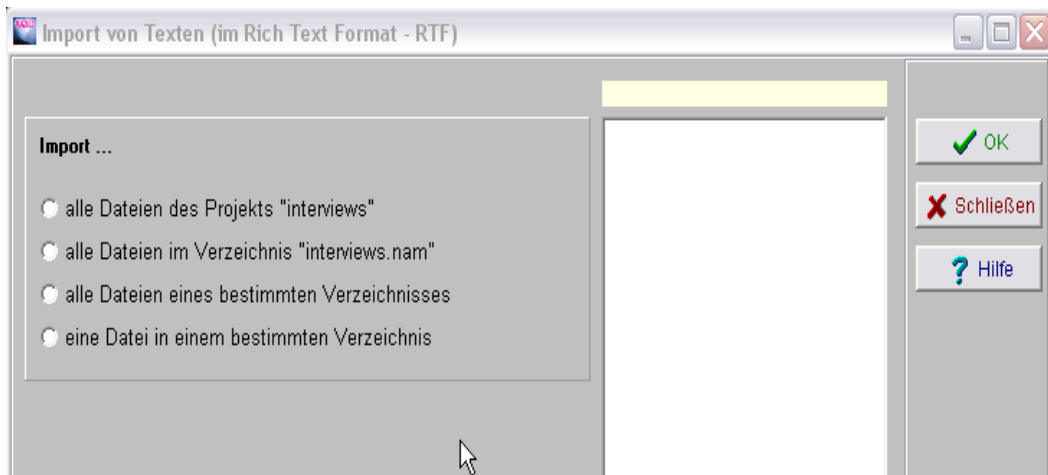 Import von Texten (im Rich Text Format - RTF)
Import ...
alle Dateien des Projekts "interviews"
alle Dateien im Verzeichnis "interviews.nam"
alle Dateien eines bestimmten Verzeichnisses
eine Datei in einem bestimmten Verzeichnis
OK
Schließen
Hilfe